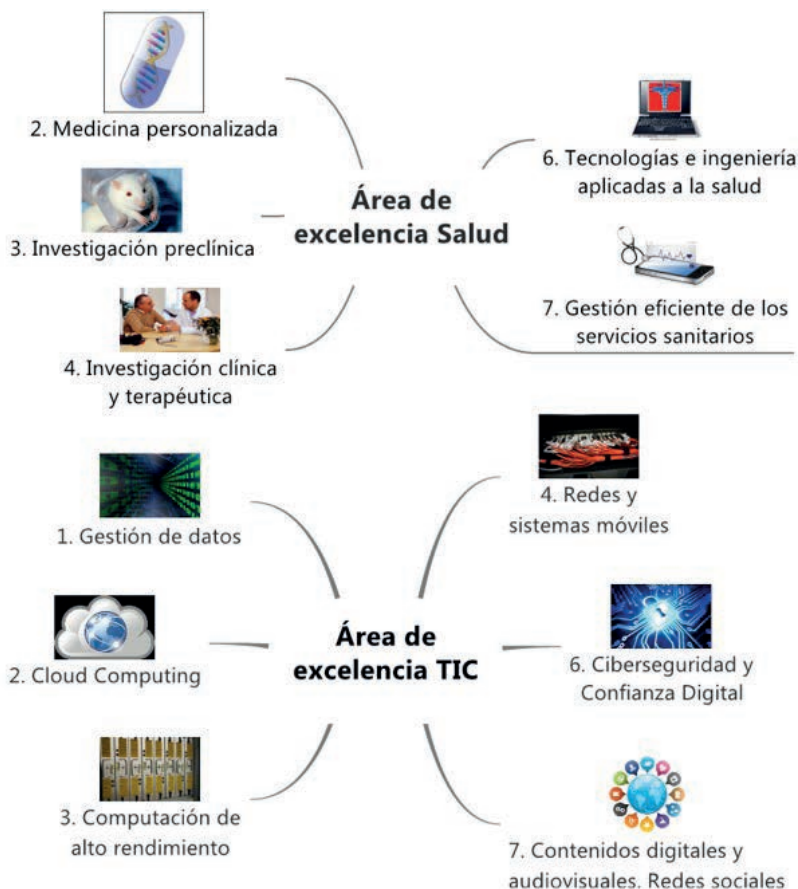 2. Medicina personalizada
3. Investigación preclínica
4. Investigación clínica
y terapéutica
Área de
excelencia Salud
6. Tecnologías e ingeniería
aplicadas a la salud
7. Gestión eficiente de los
servicios sanitarios
1. Gestión de datos
2. Cloud Computing
3. Computación de
alto rendimiento
Área de
excelencia TIC
4. Redes y
sistemas móviles
6. Ciberseguridad y
Confianza Digital
7. Contenidos digitales y
audiovisuales. Redes sociales